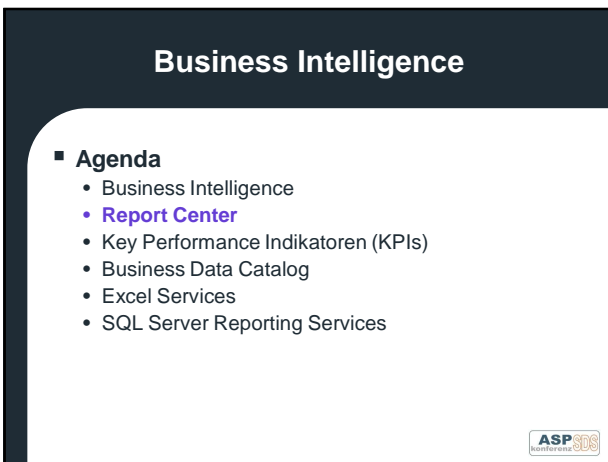 Business Intelligence
Agenda
Business Intelligence
Report Center
Key Performance Indikatoren (KPIs)
Business Data Catalog
Excel Services
SQL Server Reporting Services
ASP SDS
konferenz